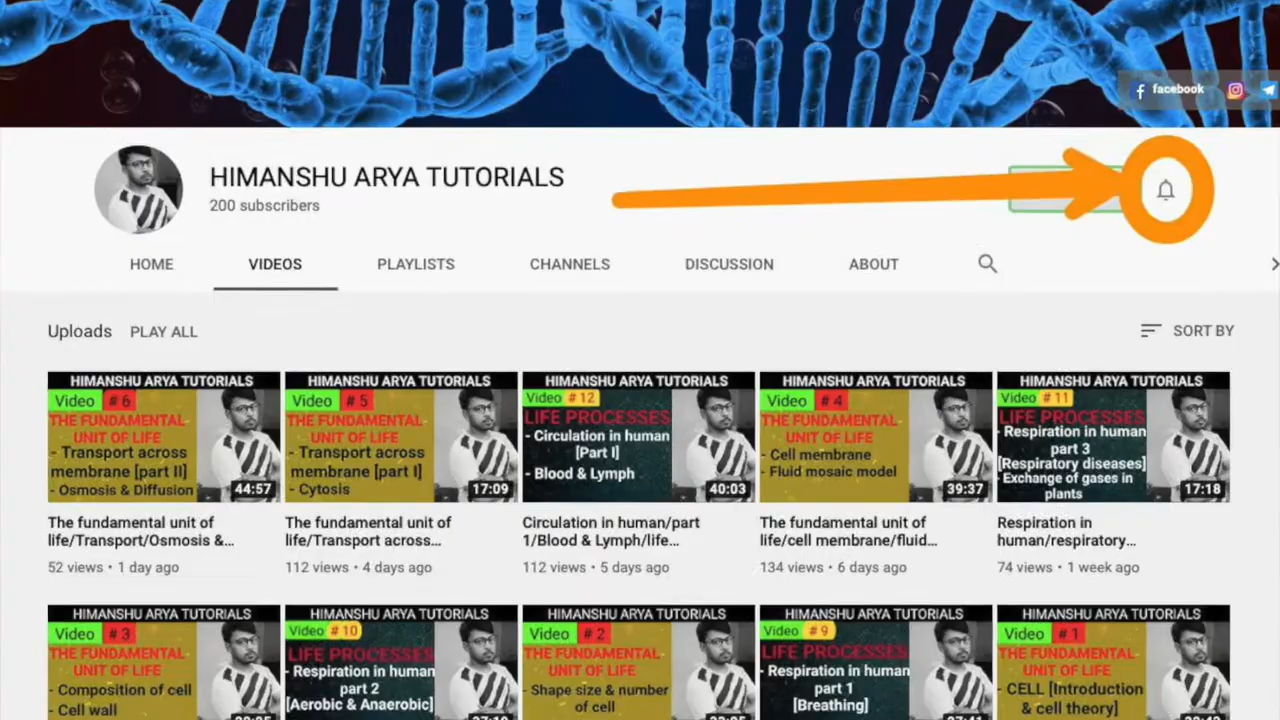 facebook
HIMANSHU ARYA TUTORIALS
200 subscribers
HOME VIDEOS PLAYLISTS CHANNELS DISCUSSION ABOUT
Uploads PLAY ALL SORT BY
HIMANSHU ARYA TUTORIALS
Video # 6
THE FUNDAMENTAL
UNIT OF LIFE
- Transport across
membrane [part II]
- Osmosis & Diffusion
44:57
The fundamental unit of
life/Transport/Osmosis &...
52 views • 1 day ago
HIMANSHU ARYA TUTORIALS
Video # 5
THE FUNDAMENTAL
UNIT OF LIFE
- Transport across
membrane [part I]
- Cytosis
17:09
The fundamental unit of
life/Transport across...
112 views • 4 days ago
HIMANSHU ARYA TUTORIALS
Video # 12
LIFE PROCESSES
- Circulation in human
[Part I]
- Blood & Lymph
40:03
Circulation in human/part
1/Blood & Lymph/life...
112 views • 5 days ago
HIMANSHU ARYA TUTORIALS
Video # 4
THE FUNDAMENTAL
UNIT OF LIFE
- Cell membrane
- Fluid mosaic model
39:37
The fundamental unit of
life/cell membrane/fluid...
134 views • 6 days ago
HIMANSHU ARYA TUTORIALS
Video # 11
LIFE PROCESSES
- Respiration in human
part 3
[Respiratory diseases]
- Exchange of gases in
plants
17:18
Respiration in
human/respiratory...
74 views • 1 week ago
HIMANSHU ARYA TUTORIALS
Video # 3
THE FUNDAMENTAL
UNIT OF LIFE
- Composition of cell
- Cell wall
HIMANSHU ARYA TUTORIALS
Video # 10
LIFE PROCESSES
- Respiration in human
part 2
[Aerobic & Anaerobic]
HIMANSHU ARYA TUTORIALS
Video # 2
THE FUNDAMENTAL
UNIT OF LIFE
- Shape size & number
of cell
HIMANSHU ARYA TUTORIALS
Video # 9
LIFE PROCESSES
- Respiration in human
part 1
[Breathing]
HIMANSHU ARYA TUTORIALS
Video # 1
THE FUNDAMENTAL
UNIT OF LIFE
- CELL [Introduction
& cell theory]